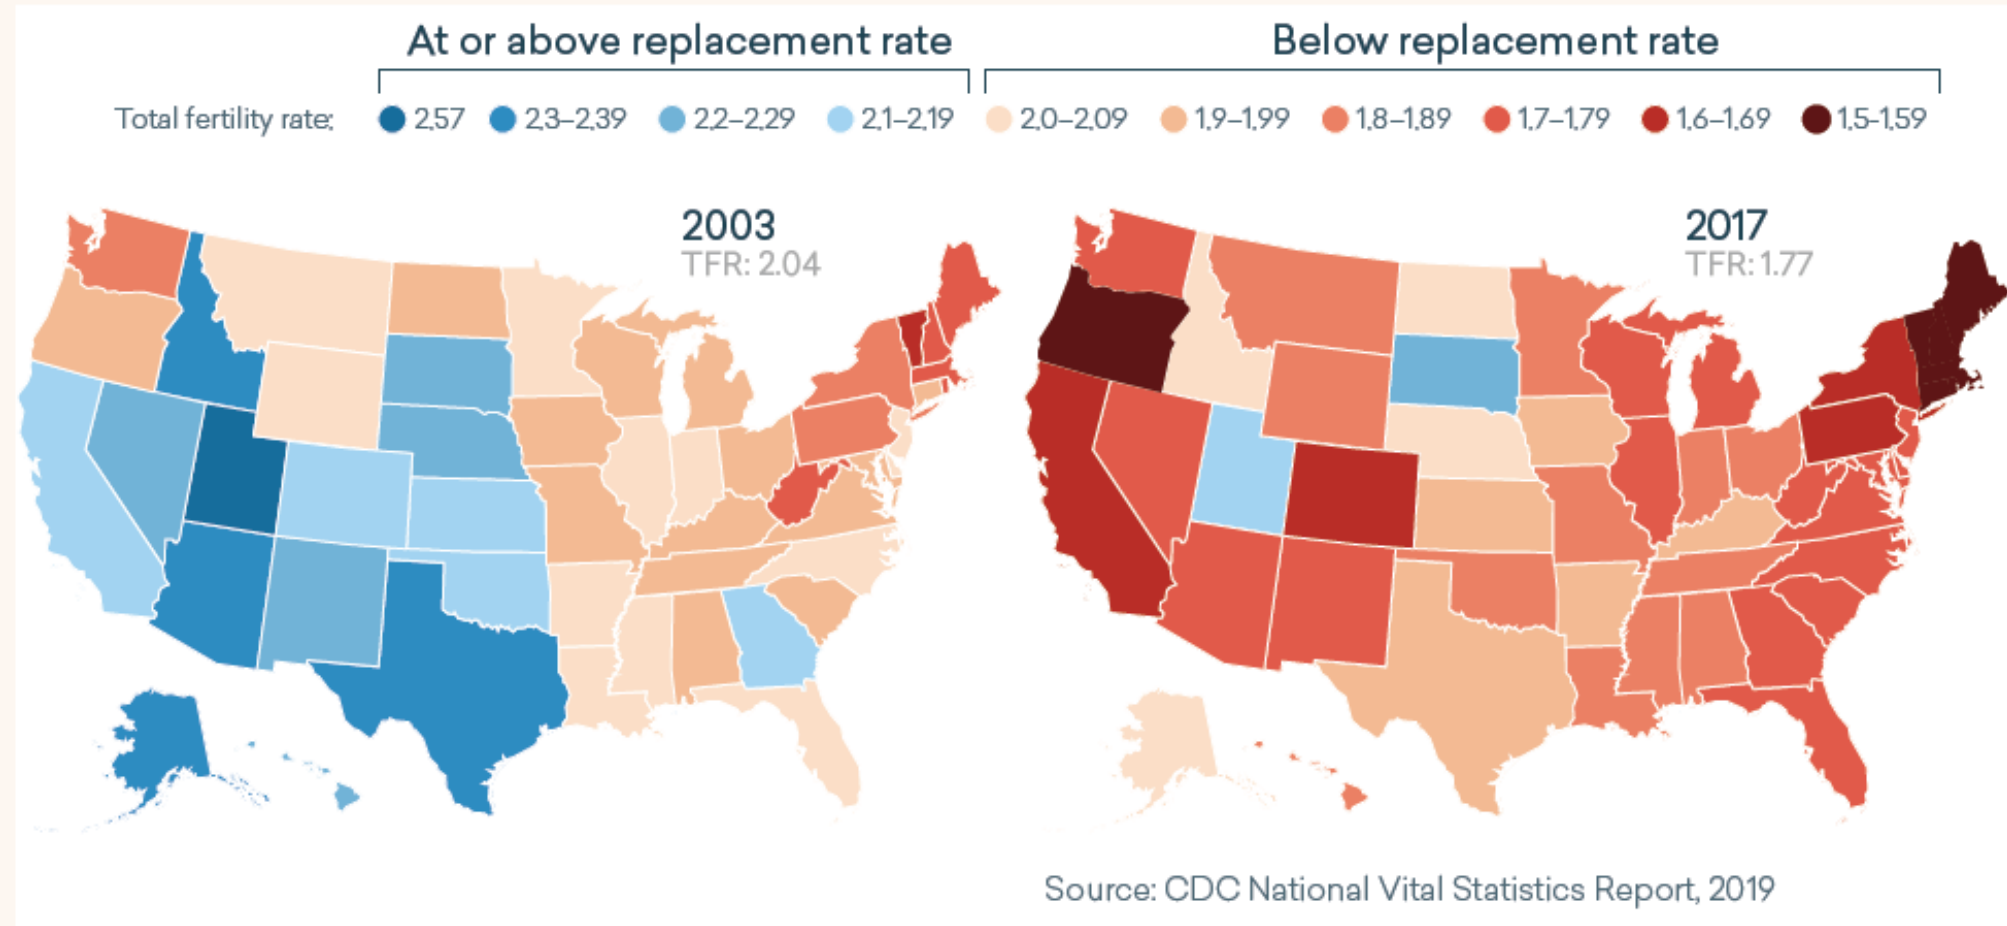 At or above replacement rate
Below replacement rate
Total fertility rate: 2.57 2.3–2.39 2.2–2.29 2.1–2.19 2.0–2.09 1.9–1.99 1.8–1.89 1.7–1.79 1.6–1.69 1.5–1.59
2003
TFR: 2.04
2017
TFR: 1.77
Source: CDC National Vital Statistics Report, 2019